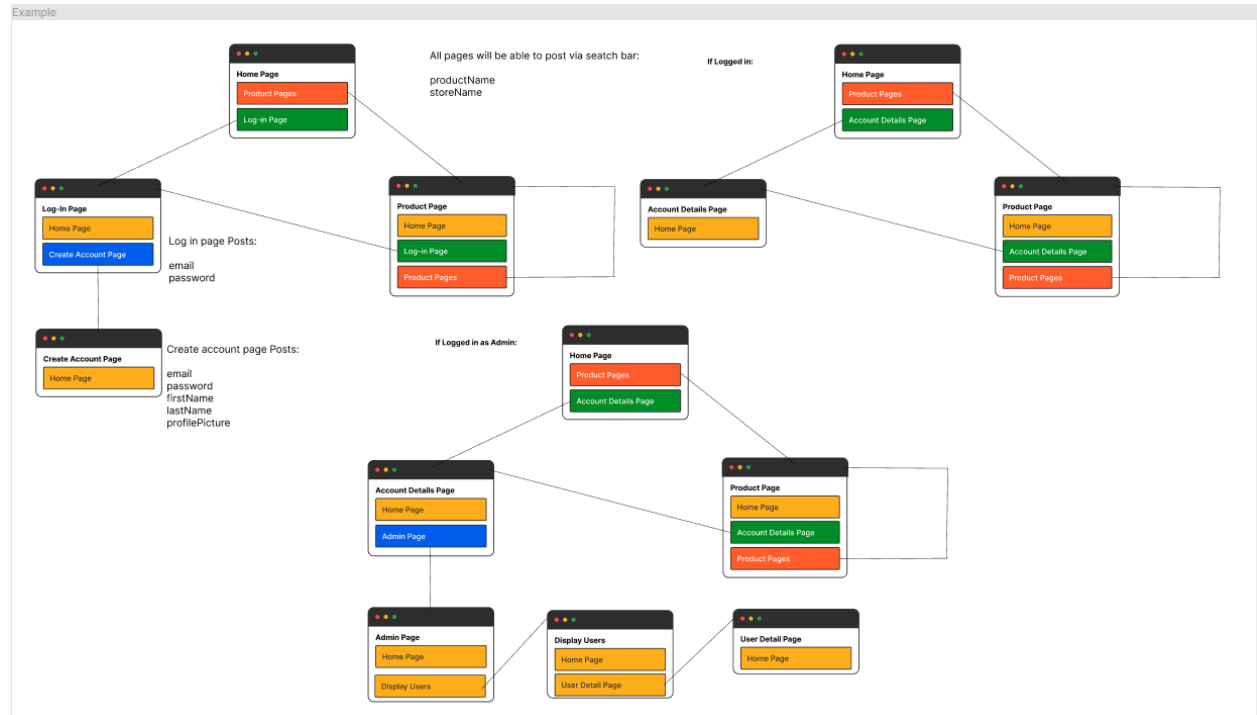 Example
Home Page
Product Pages
Log-in Page
All pages will be able to post via seatch bar:
productName
storeName
If Logged in:
Home Page
Product Pages
Account Details Page
Log-In Page
Home Page
Create Account Page
Log in page Posts:
email
password
Product Page
Home Page
Log-in Page
Product Pages
Account Details Page
Home Page
Product Page
Home Page
Account Details Page
Product Pages
Create Account Page
Home Page
Create account page Posts:
email
password
firstName
lastName
profilePicture
If Logged in as Admin:
Home Page
Product Pages
Account Details Page
Account Details Page
Home Page
Admin Page
Product Page
Home Page
Account Details Page
Product Pages
Admin Page
Home Page
Display Users
Display Users
Home Page
User Detail Page
User Detail Page
Home Page